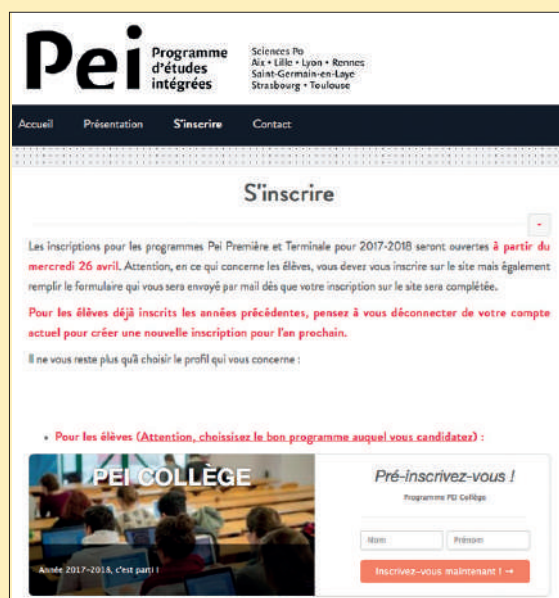 Pei
Programme
d'études
intégrées
Sciences Po
Aix • Lille • Lyon • Rennes
Saint-Germain-en-Laye
Strasbourg • Toulouse
Accueil Présentation S'inscrire Contact
S'inscrire
Les inscriptions pour les programmes Pei Première et Terminale pour 2017-2018 seront ouvertes à partir du
mercredi 26 avril. Attention, en ce qui concerne les élèves, vous devez vous inscrire sur le site mais également
remplir le formulaire qui vous sera envoyé par mail dès que votre inscription sur le site sera complétée.
Pour les élèves déjà inscrits les années précédentes, pensez à vous déconnecter de votre compte
actuel pour créer une nouvelle inscription pour l'an prochain.
Il ne vous reste plus qu'à choisir le profil qui vous concerne :
• Pour les élèves (Attention, choissisez le bon programme auquel vous candidatez) :
PEI COLLÈGE
Année 2017-2018, c'est parti !
Pré-inscrivez-vous !
Programme PEI Collège
Nom Prénom
Inscrivez-vous maintenant ! →